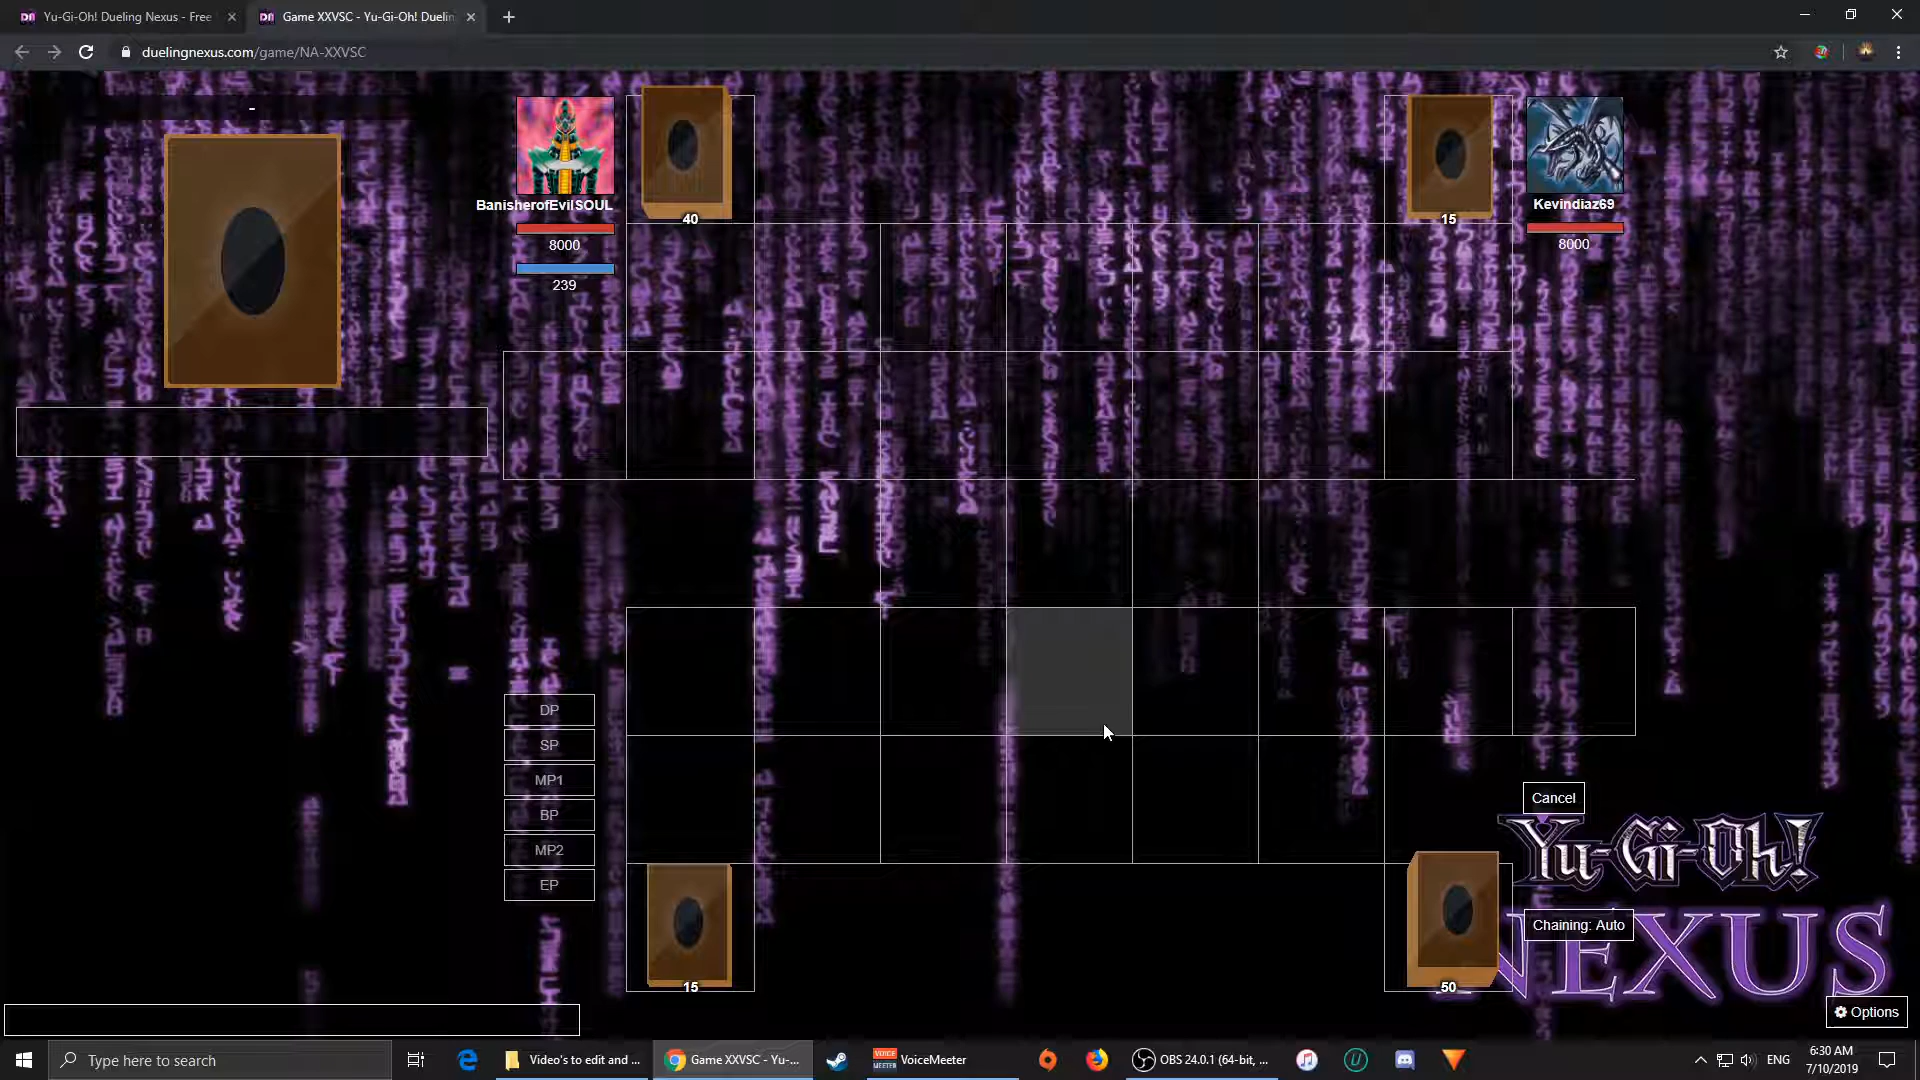 Yu-Gi-Oh! Dueling Nexus - Free
Game XXVSC - Yu-Gi-Oh! Duelin
duelingnexus.com/game/NA-XXVSC
-
BanisherofEvilSOUL
8000
239
40
15
Kevindiaz69
8000
DP
SP
MP1
BP
MP2
EP
15
50
Cancel
Yu-Gi-Oh!
NEXUS
Chaining: Auto
Options
Type here to search
Video's to edit and ...
Game XXVSC - Yu-...
VOICE MEETER
VoiceMeeter
OBS 24.0.1 (64-bit, ...
ENG
6:30 AM
7/10/2019